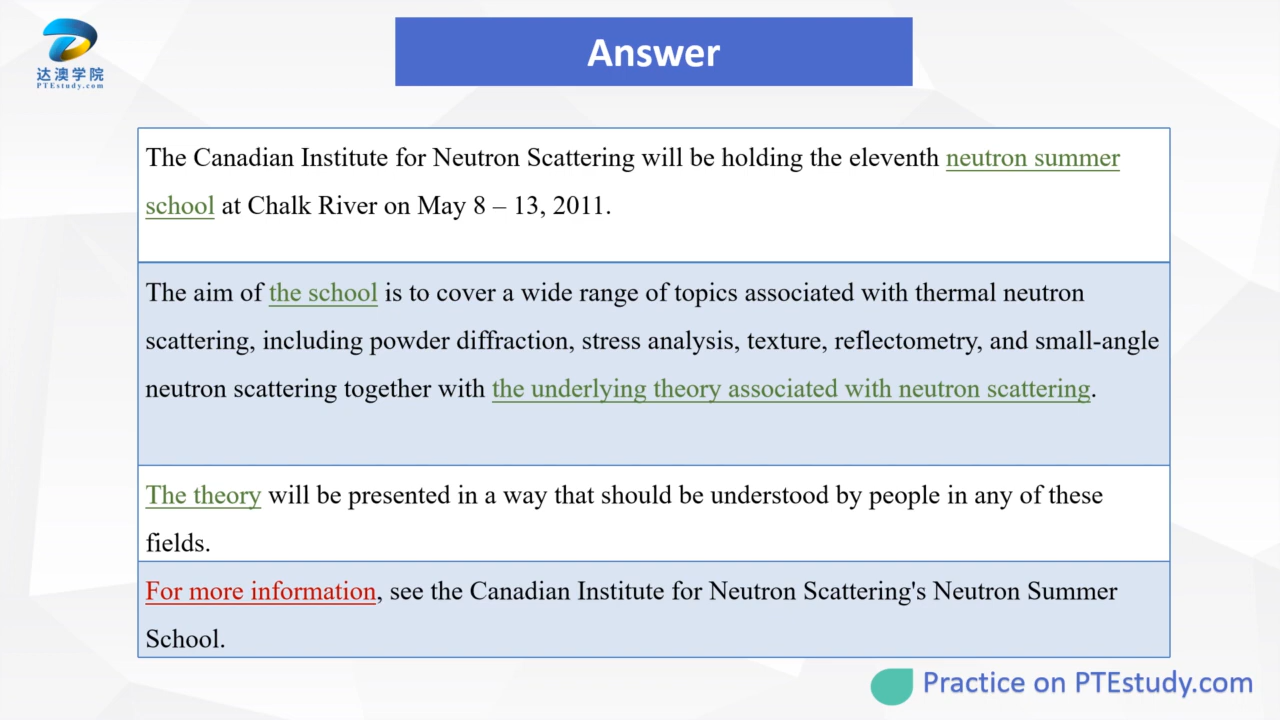 达澳学院
PTEstudy.com
Answer
The Canadian Institute for Neutron Scattering will be holding the eleventh neutron summer
school at Chalk River on May 8 – 13, 2011.
The aim of the school is to cover a wide range of topics associated with thermal neutron
scattering, including powder diffraction, stress analysis, texture, reflectometry, and small-angle
neutron scattering together with the underlying theory associated with neutron scattering.
The theory will be presented in a way that should be understood by people in any of these
fields.
For more information, see the Canadian Institute for Neutron Scattering's Neutron Summer
School.
Practice on PTEstudy.com